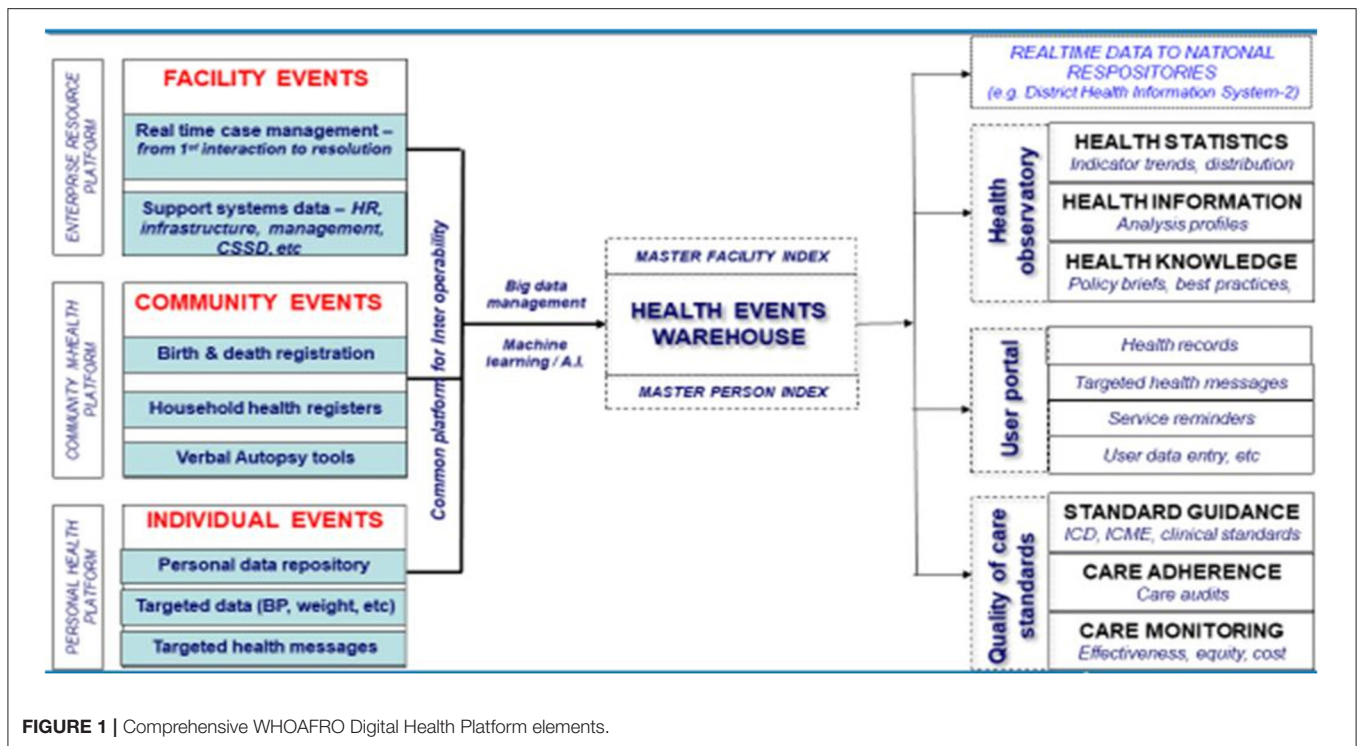 ENTERPRISE RESOURCE
PLATFORM
FACILITY EVENTS
Real time case management –
from 1st interaction to resolution
Support systems data – HR,
infrastructure, management,
CSSD, etc
COMMUNITY M-HEALTH
PLATFORM
COMMUNITY EVENTS
Birth & death registration
Household health registers
Verbal Autopsy tools
PERSONAL HEALTH
PLATFORM
INDIVIDUAL EVENTS
Personal data repository
Targeted data (BP, weight, etc)
Targeted health messages
Common platform for Inter operability
Big data
management
Machine
learning / A.I.
MASTER FACILITY INDEX
HEALTH EVENTS
WAREHOUSE
MASTER PERSON INDEX
REALTIME DATA TO NATIONAL
RESPOSITORIES
(e.g. District Health Information System-2)
Health
observatory
HEALTH STATISTICS
Indicator trends, distribution
HEALTH INFORMATION
Analysis profiles
HEALTH KNOWLEDGE
Policy briefs, best practices,
User portal
Health records
Targeted health messages
Service reminders
User data entry, etc
Quality of care
standards
STANDARD GUIDANCE
ICD, ICME, clinical standards
CARE ADHERENCE
Care audits
CARE MONITORING
Effectiveness, equity, cost
FIGURE 1 | Comprehensive WHOAFRO Digital Health Platform elements.